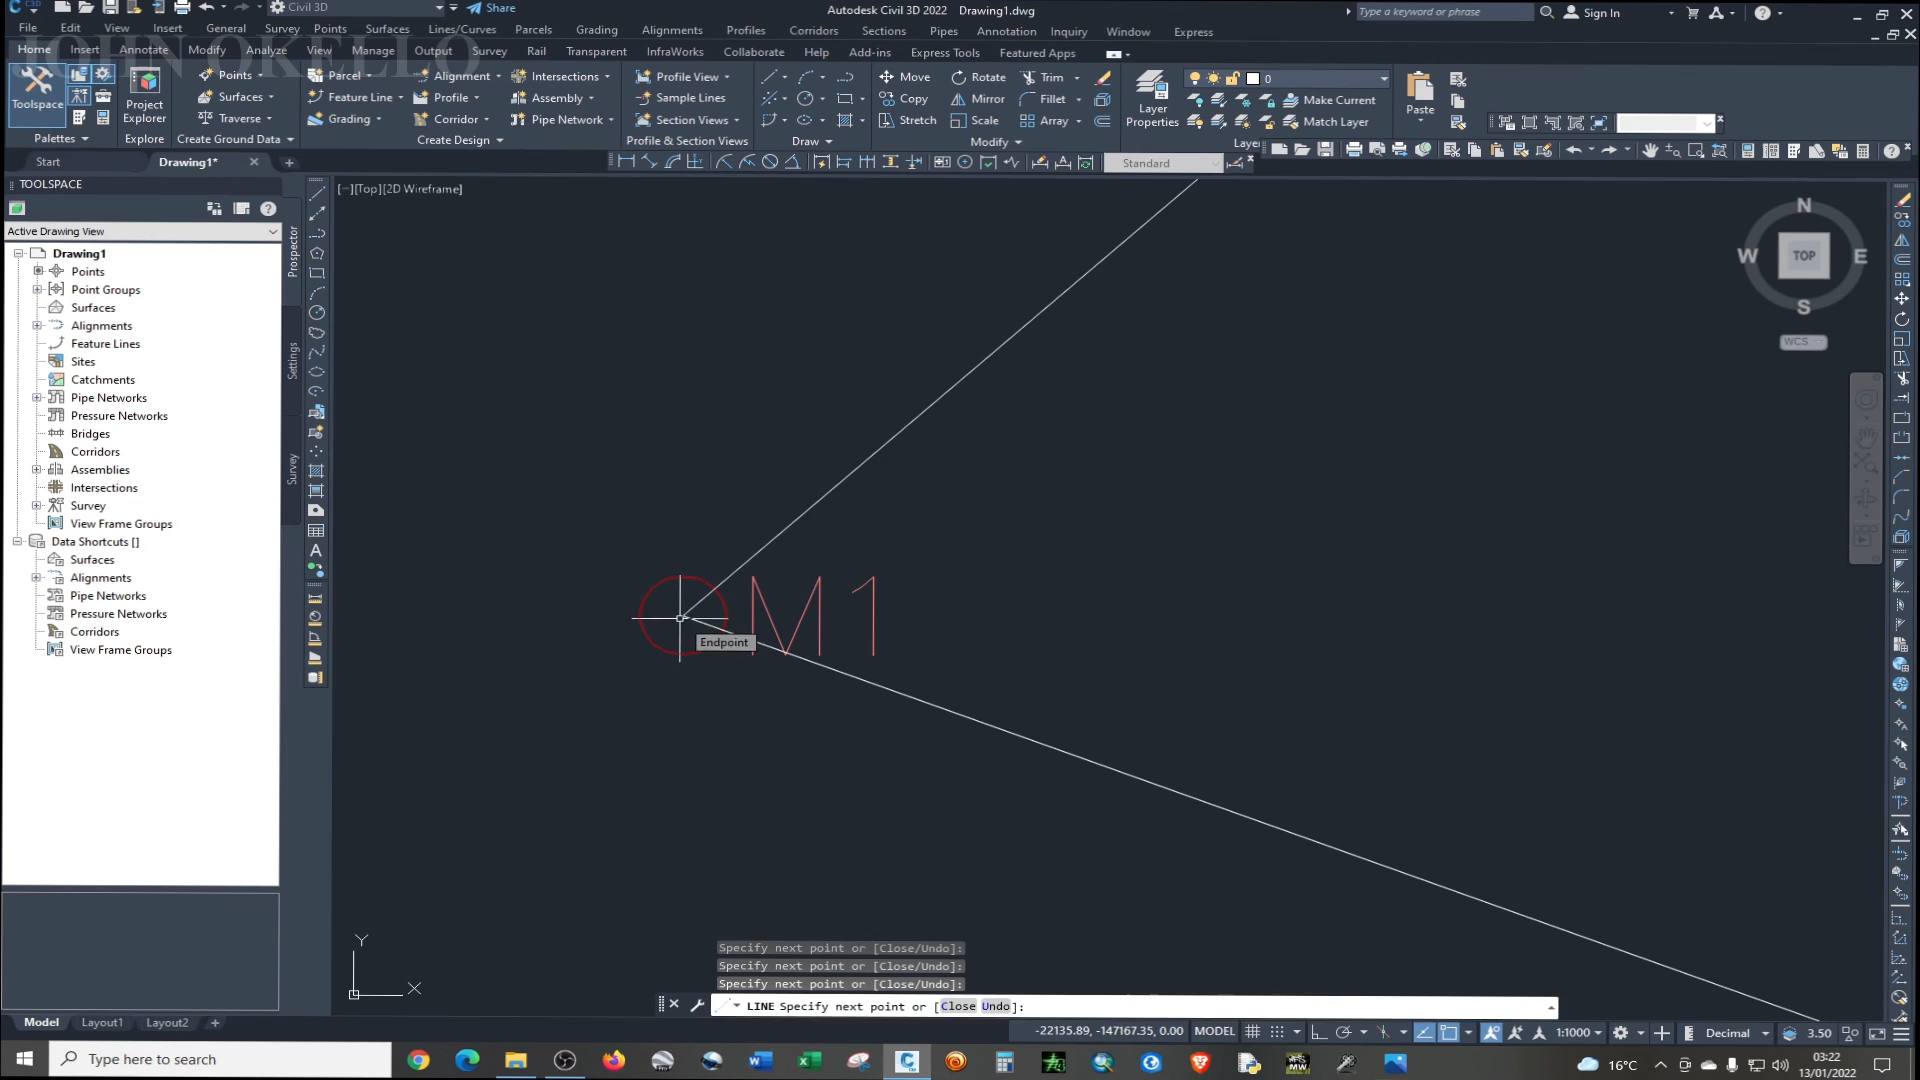 C3D
Civil 3D
Share
Autodesk Civil 3D 2022
Drawing1.dwg
Type a keyword or phrase
Sign In
File
Edit
View
Insert
General
Survey
Points
Surfaces
Lines/Curves
Parcels
Grading
Alignments
Profiles
Corridors
Sections
Pipes
Annotation
Inquiry
Window
Express
Home
Insert
Annotate
Modify
Analyze
View
Manage
Output
Survey
Rail
Transparent
InfraWorks
Collaborate
Help
Add-ins
Express Tools
Featured Apps
JOHN OKELLO
Toolspace
Palettes
Project
Explorer
Explore
Points
Surfaces
Traverse
Create Ground Data
Parcel
Feature Line
Grading
Alignment
Profile
Corridor
Intersections
Assembly
Pipe Network
Create Design
Profile View
Sample Lines
Section Views
Profile & Section Views
Draw
Move
Copy
Stretch
Rotate
Mirror
Scale
Trim
Fillet
Array
Modify
Layer
Properties
0
Make Current
Match Layer
Layer
Paste
Start
Drawing1*
Standard
TOOLSPACE
Active Drawing View
Drawing1
Points
Point Groups
Surfaces
Alignments
Feature Lines
Sites
Catchments
Pipe Networks
Pressure Networks
Bridges
Corridors
Assemblies
Intersections
Survey
View Frame Groups
Data Shortcuts []
Surfaces
Alignments
Pipe Networks
Pressure Networks
Corridors
View Frame Groups
Prospector
Settings
Survey
[−][Top][2D Wireframe]
N
W
TOP
E
S
WCS
M1
Endpoint
Y
X
Specify next point or [Close/Undo]:
Specify next point or [Close/Undo]:
Specify next point or [Close/Undo]:
LINE Specify next point or [Close Undo]:
Model
Layout1
Layout2
-22135.89, -147167.35, 0.00
MODEL
1:1000
Decimal
3.50
Type here to search
16°C
03:22
13/01/2022